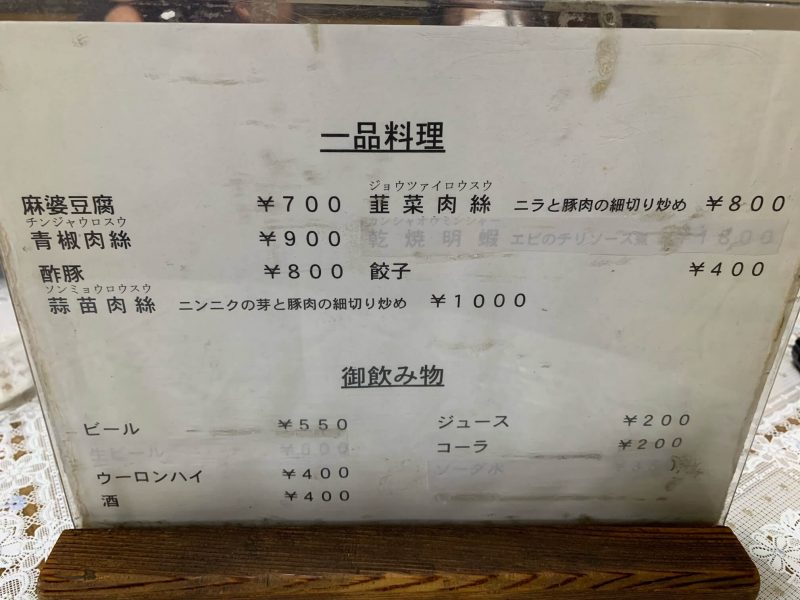 一品料理
麻婆豆腐 ￥７００
ジョウツァイロウスウ
韮菜肉絲 ニラと豚肉の細切り炒め ￥８００
チンジャウロスウ
青椒肉絲 ￥９００
乾焼明蝦 エビのチリソース煮
酢豚 ￥８００
餃子 ￥４００
ソンミョウロウスウ
蒜苗肉絲 ニンニクの芽と豚肉の細切り炒め ￥１０００
御飲み物
ビール ￥５５０
ジュース ￥２００
生ビール
コーラ ￥２００
ウーロンハイ ￥４００
ソーダ水
酒 ￥４００